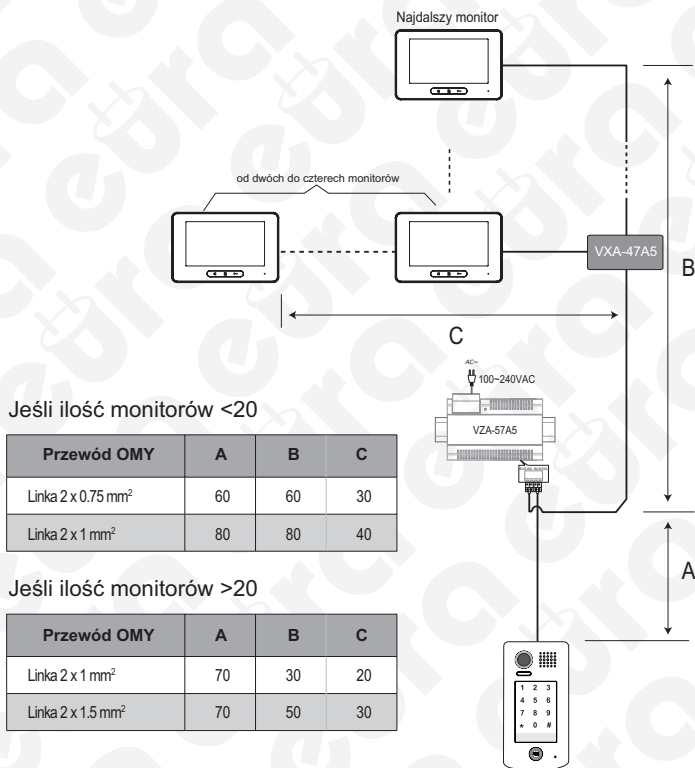 Najdalszy monitor
od dwóch do czterech monitorów
VXA-47A5
B
C
AC~
100~240VAC
VZA-57A5
Jeśli ilość monitorów <20
Przewód OMY A B C
Linka 2 x 0.75 mm² 60 60 30
Linka 2 x 1 mm² 80 80 40
A
Jeśli ilość monitorów >20
Przewód OMY A B C
Linka 2 x 1 mm² 70 30 20
Linka 2 x 1.5 mm² 70 50 30
1 2 3
4 5 6
7 8 9
* 0 #
eura